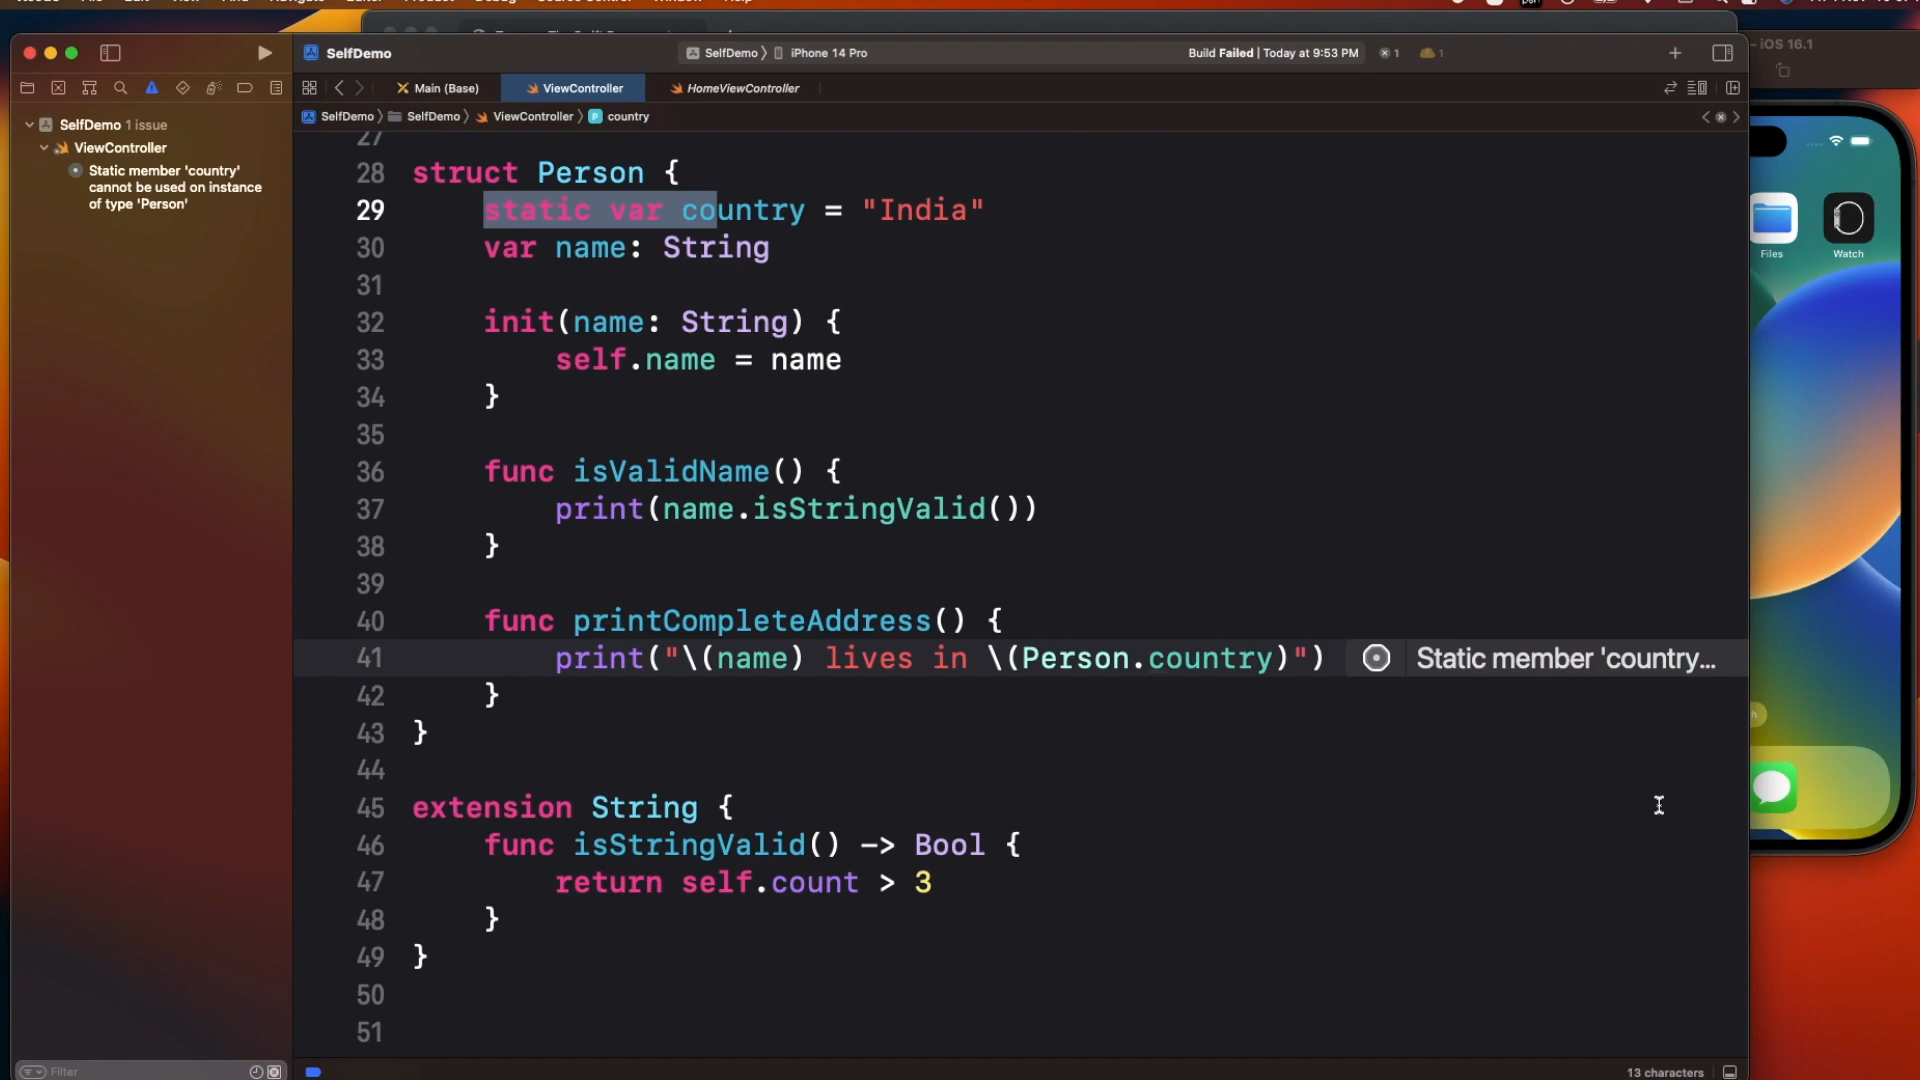 SelfDemo
SelfDemo 〉 iPhone 14 Pro
Build Failed | Today at 9:53 PM
1
1
iOS 16.1
Main (Base)
ViewController
HomeViewController
SelfDemo 〉 SelfDemo 〉 ViewController 〉 P country
SelfDemo 1 issue
ViewController
Static member 'country'
cannot be used on instance
of type 'Person'
27
28 struct Person {
29 static var country = "India"
30 var name: String
31
32 init(name: String) {
33 self.name = name
34 }
35
36 func isValidName() {
37 print(name.isStringValid())
38 }
39
40 func printCompleteAddress() {
41 print("\(name) lives in \(Person.country)") Static member 'country...
42 }
43 }
44
45 extension String {
46 func isStringValid() -> Bool {
47 return self.count > 3
48 }
49 }
50
51
Files
Watch
Filter
13 characters